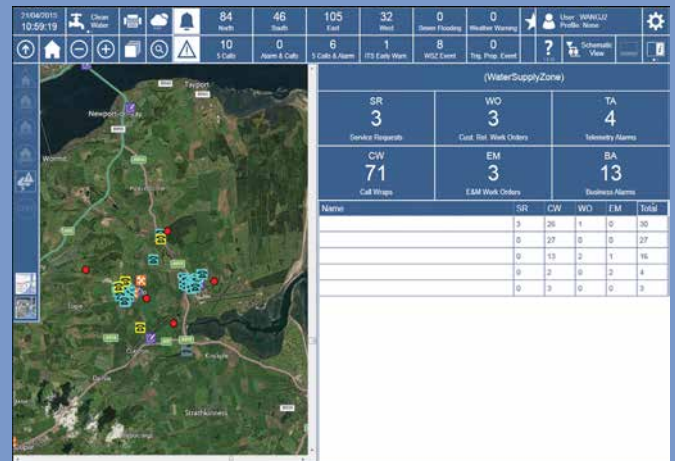 21/04/2015
10:59:19
Clean
Water
84
North
46
South
105
East
32
West
0
Sewer Flooding
0
Weather Warning
User WANGJ2
Profile None
10
5 Calls
0
Alarm & Calls
6
5 Calls & Alarm
1
ITS Early Warn
8
WSZ Event
0
Trig. Prop. Event
?
Schematic
View
(WaterSupplyZone)
SR
3
Service Requests
WO
3
Cust. Rel. Work Orders
TA
4
Telemetry Alarms
CW
71
Call Wraps
EM
3
E&M Work Orders
BA
13
Business Alarms
Name SR CW WO EM Total
3 26 1 0 30
0 27 0 0 27
0 13 2 1 16
0 2 0 2 4
0 3 0 0 3
Tayport
Newport-on-Tay
Wormit
Strathkinness